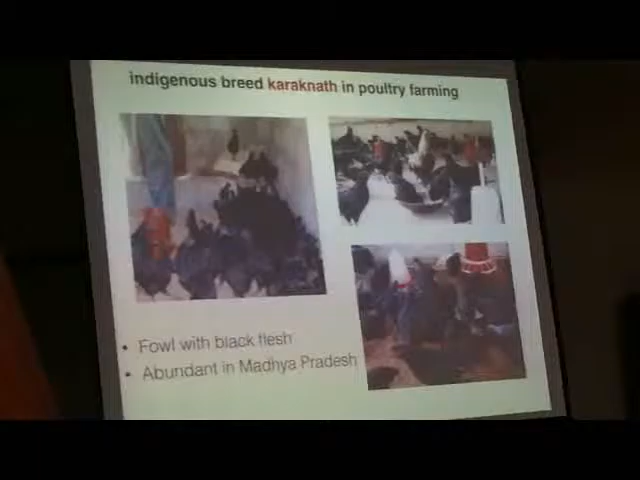 indigenous breed karaknath in poultry farming
• Fowl with black flesh
• Abundant in Madhya Pradesh